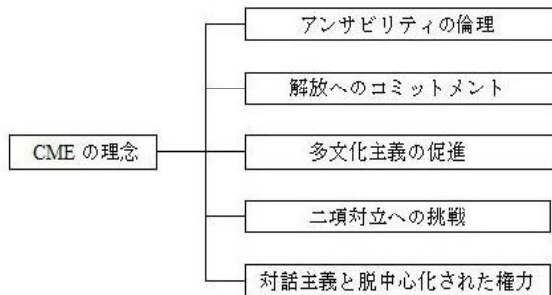 アンサビリティの倫理
解放へのコミットメント
CME の理念
多文化主義の促進
二項対立への挑戦
対話主義と脱中心化された権力